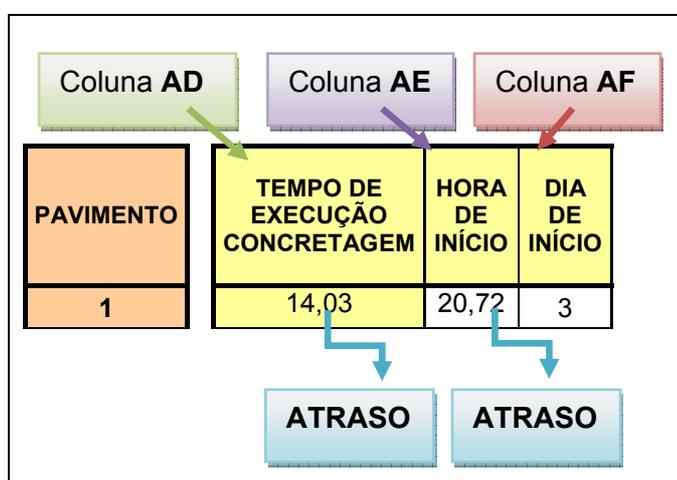 Coluna AD
Coluna AE
Coluna AF
PAVIMENTO
TEMPO DE
EXECUÇÃO
CONCRETAGEM
HORA
DE
INÍCIO
DIA
DE
INÍCIO
1
14,03
20,72
3
ATRASO
ATRASO